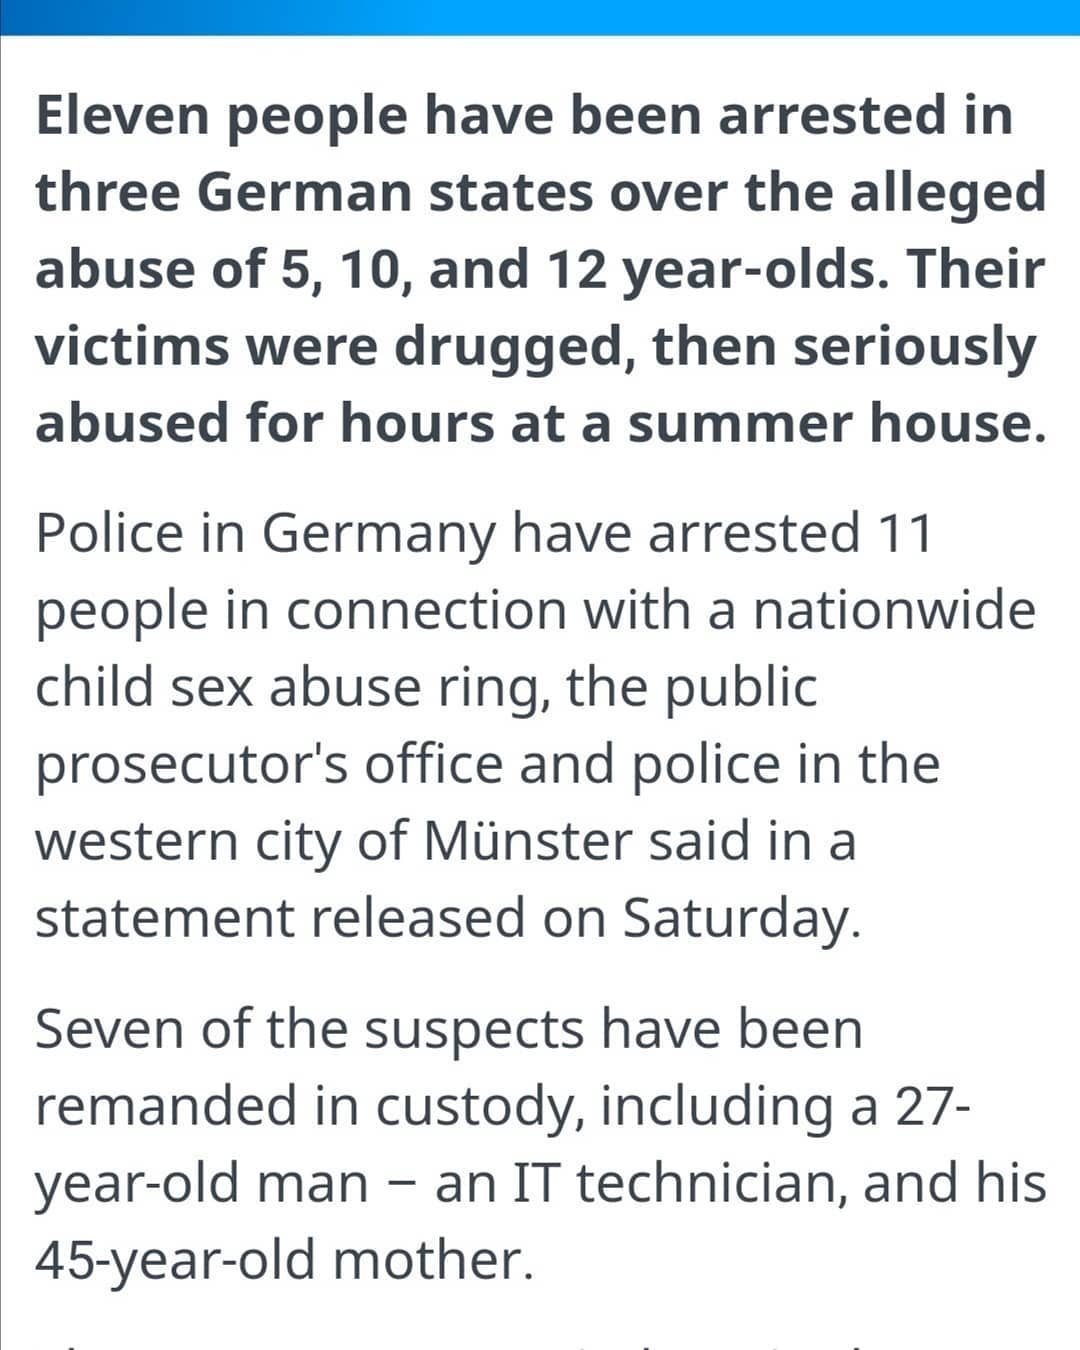 Eleven people have been arrested in
three German states over the alleged
abuse of 5, 10, and 12 year-olds. Their
victims were drugged, then seriously
abused for hours at a summer house.
Police in Germany have arrested 11
people in connection with a nationwide
child sex abuse ring, the public
prosecutor's office and police in the
western city of Münster said in a
statement released on Saturday.
Seven of the suspects have been
remanded in custody, including a 27-
year-old man – an IT technician, and his
45-year-old mother.